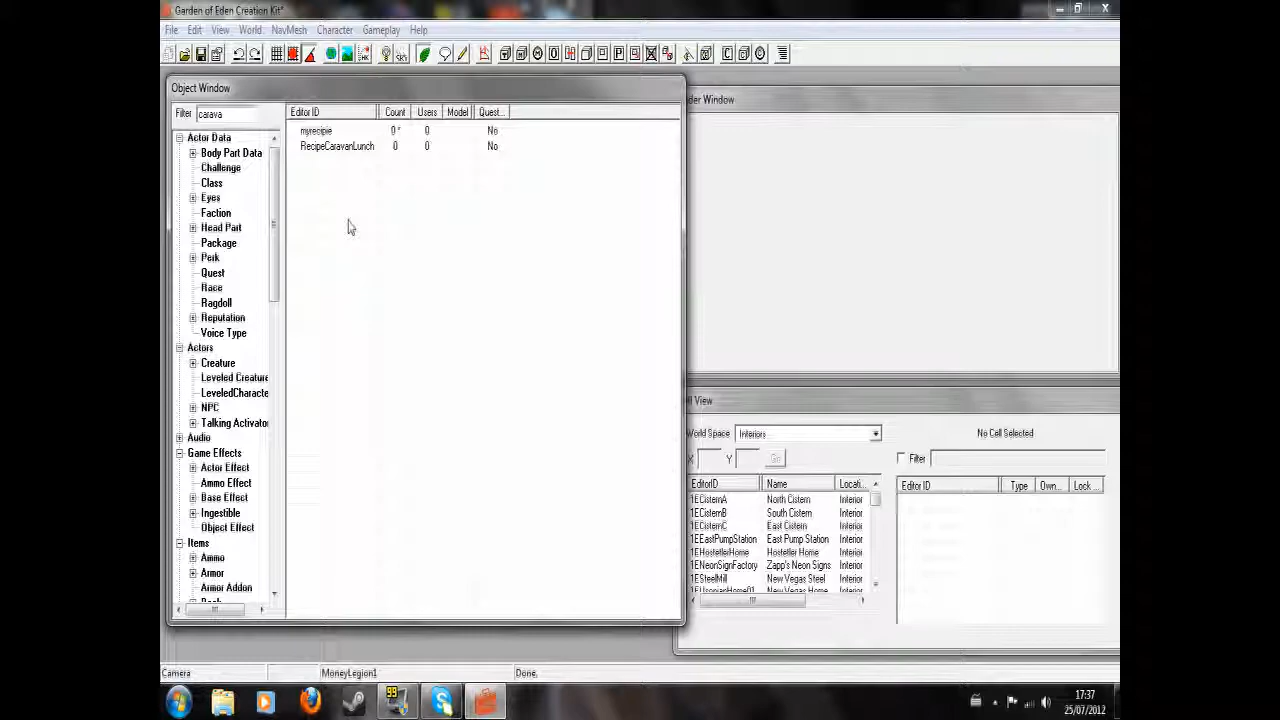 Garden of Eden Creation Kit*
File Edit View World NavMesh Character Gameplay Help
Object Window
Filter carava
Editor ID Count Users Model Quest...
myrecipie 0 * 0 No
RecipeCaravanLunch 0 0 No
Actor Data
Body Part Data
Challenge
Class
Eyes
Faction
Head Part
Package
Perk
Quest
Race
Ragdoll
Reputation
Voice Type
Actors
Creature
Leveled Creature
LeveledCharacte
NPC
Talking Activato
Audio
Game Effects
Actor Effect
Ammo Effect
Base Effect
Ingestible
Object Effect
Items
Ammo
Armor
Armor Addon
der Window
ll View
World Space Interiors No Cell Selected
X Y Go Filter
EditorID Name Locati...
1ECisternA North Cistern Interior
1ECisternB South Cistern Interior
1ECisternC East Cistern Interior
1EEastPumpStation East Pump Station Interior
1EHostetlerHome Hostetler Home Interior
1ENeonSignFactory Zapp's Neon Signs Interior
1ESteelMill New Vegas Steel Interior
Editor ID Type Own... Lock ...
Camera MoneyLegion1 Done.
99
17:37
25/07/2012